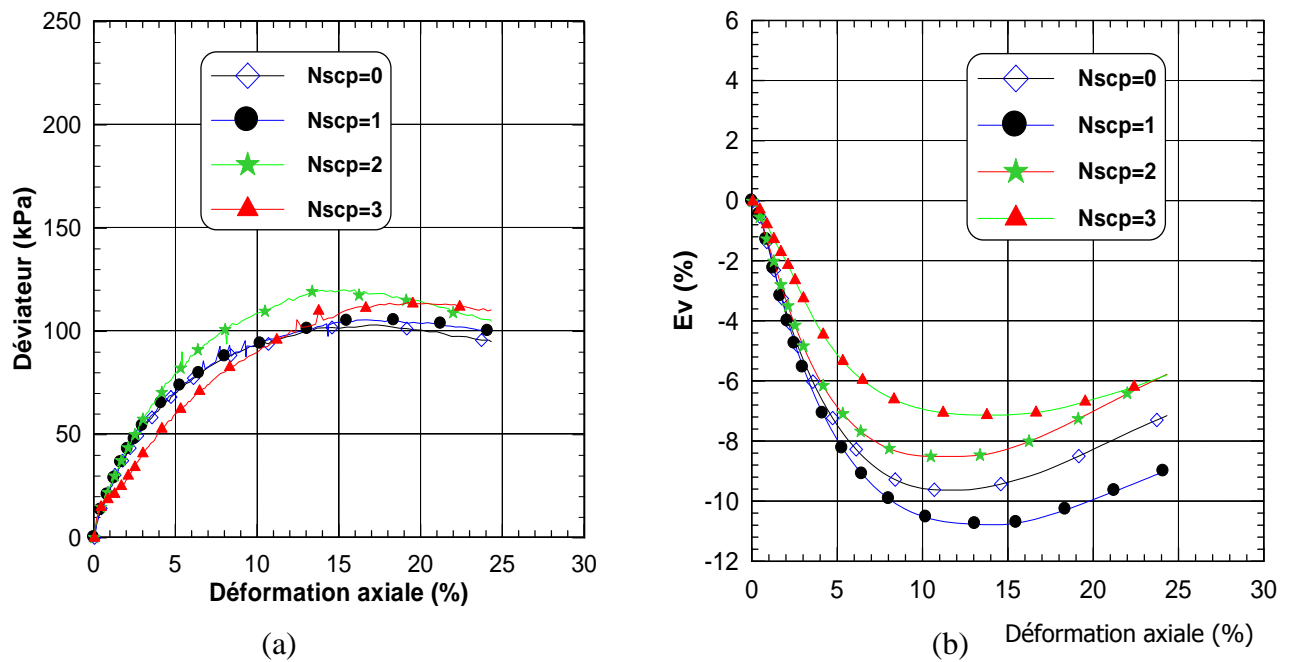 250
200
150
100
50
0
Déviateur (kPa)
Nscp=0
Nscp=1
Nscp=2
Nscp=3
0 5 10 15 20 25 30
Déformation axiale (%)
(a)
6
4
2
0
-2
-4
-6
-8
-10
-12
Ev (%)
Nscp=0
Nscp=1
Nscp=2
Nscp=3
0 5 10 15 20 25 30
(b) Déformation axiale (%)